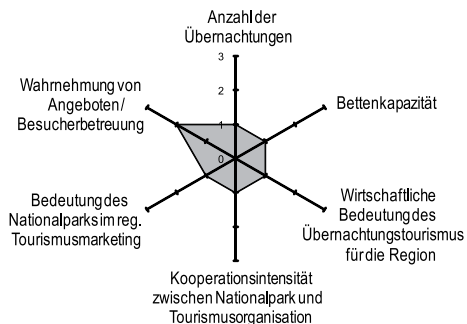 Anzahl der
Übernachtungen
3
2
1
0
Bettenkapazität
Wirtschaftliche
Bedeutung des
Übernachtungstourismus
für die Region
Kooperationsintensität
zwischen Nationalpark und
Tourismusorganisation
Bedeutung des
Nationalparks im reg.
Tourismusmarketing
Wahrnehmung von
Angeboten/
Besucherbetreuung